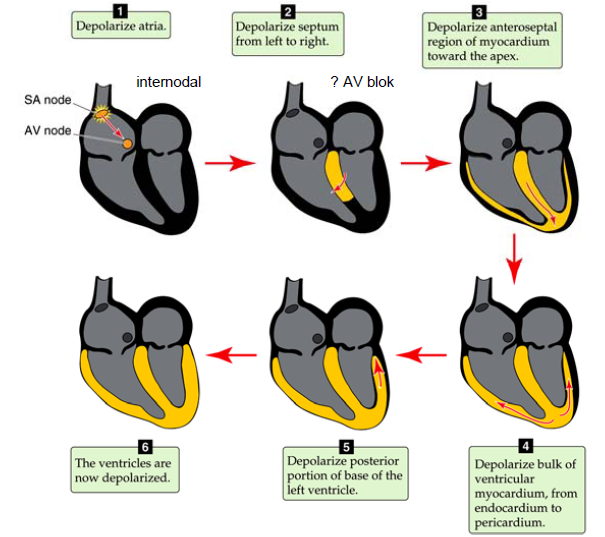 1
Depolarize atria.
2
Depolarize septum
from left to right.
3
Depolarize anteroseptal
region of myocardium
toward the apex.
internodal
? AV blok
SA node
AV node
6
The ventricles are
now depolarized.
5
Depolarize posterior
portion of base of the
left ventricle.
4
Depolarize bulk of
ventricular
myocardium, from
endocardium to
pericardium.